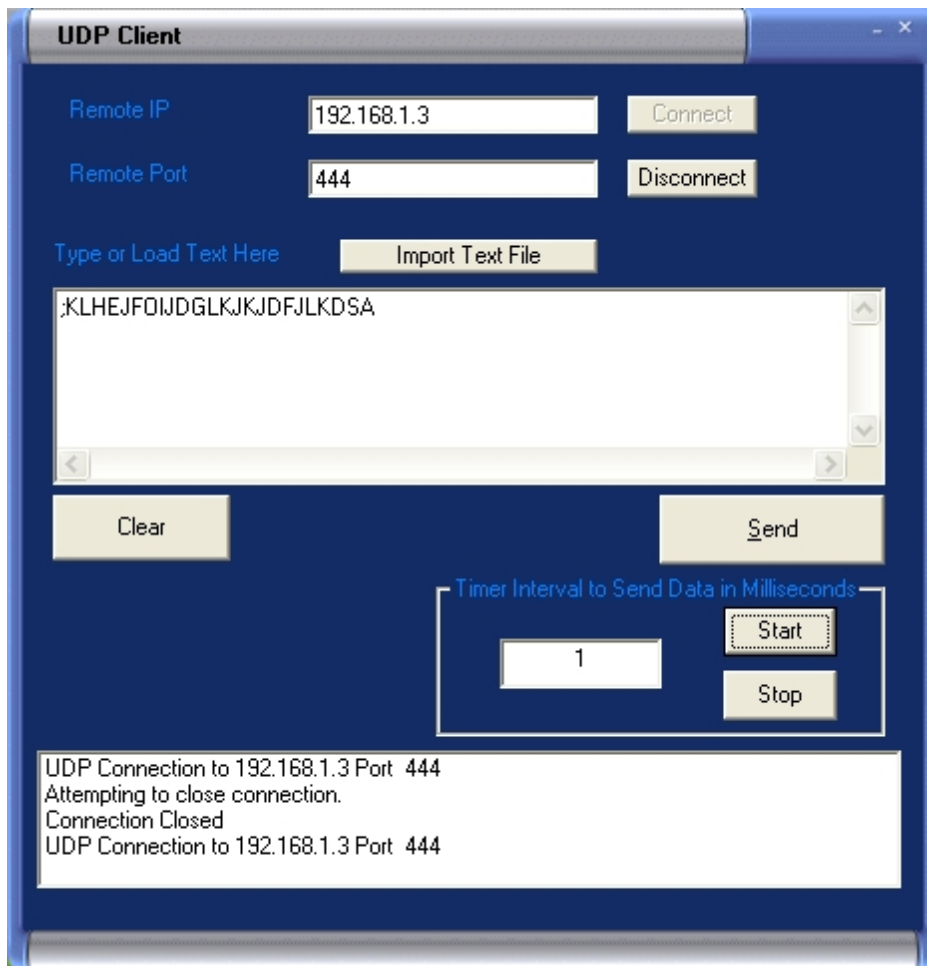 UDP Client
Remote IP
192.168.1.3
Connect
Remote Port
444
Disconnect
Type or Load Text Here
Import Text File
;KLHEJFOIJDGLKJKJDFJLKDSA
Clear
Send
Timer Interval to Send Data in Milliseconds
1
Start
Stop
UDP Connection to 192.168.1.3 Port  444
Attempting to close connection.
Connection Closed
UDP Connection to 192.168.1.3 Port  444